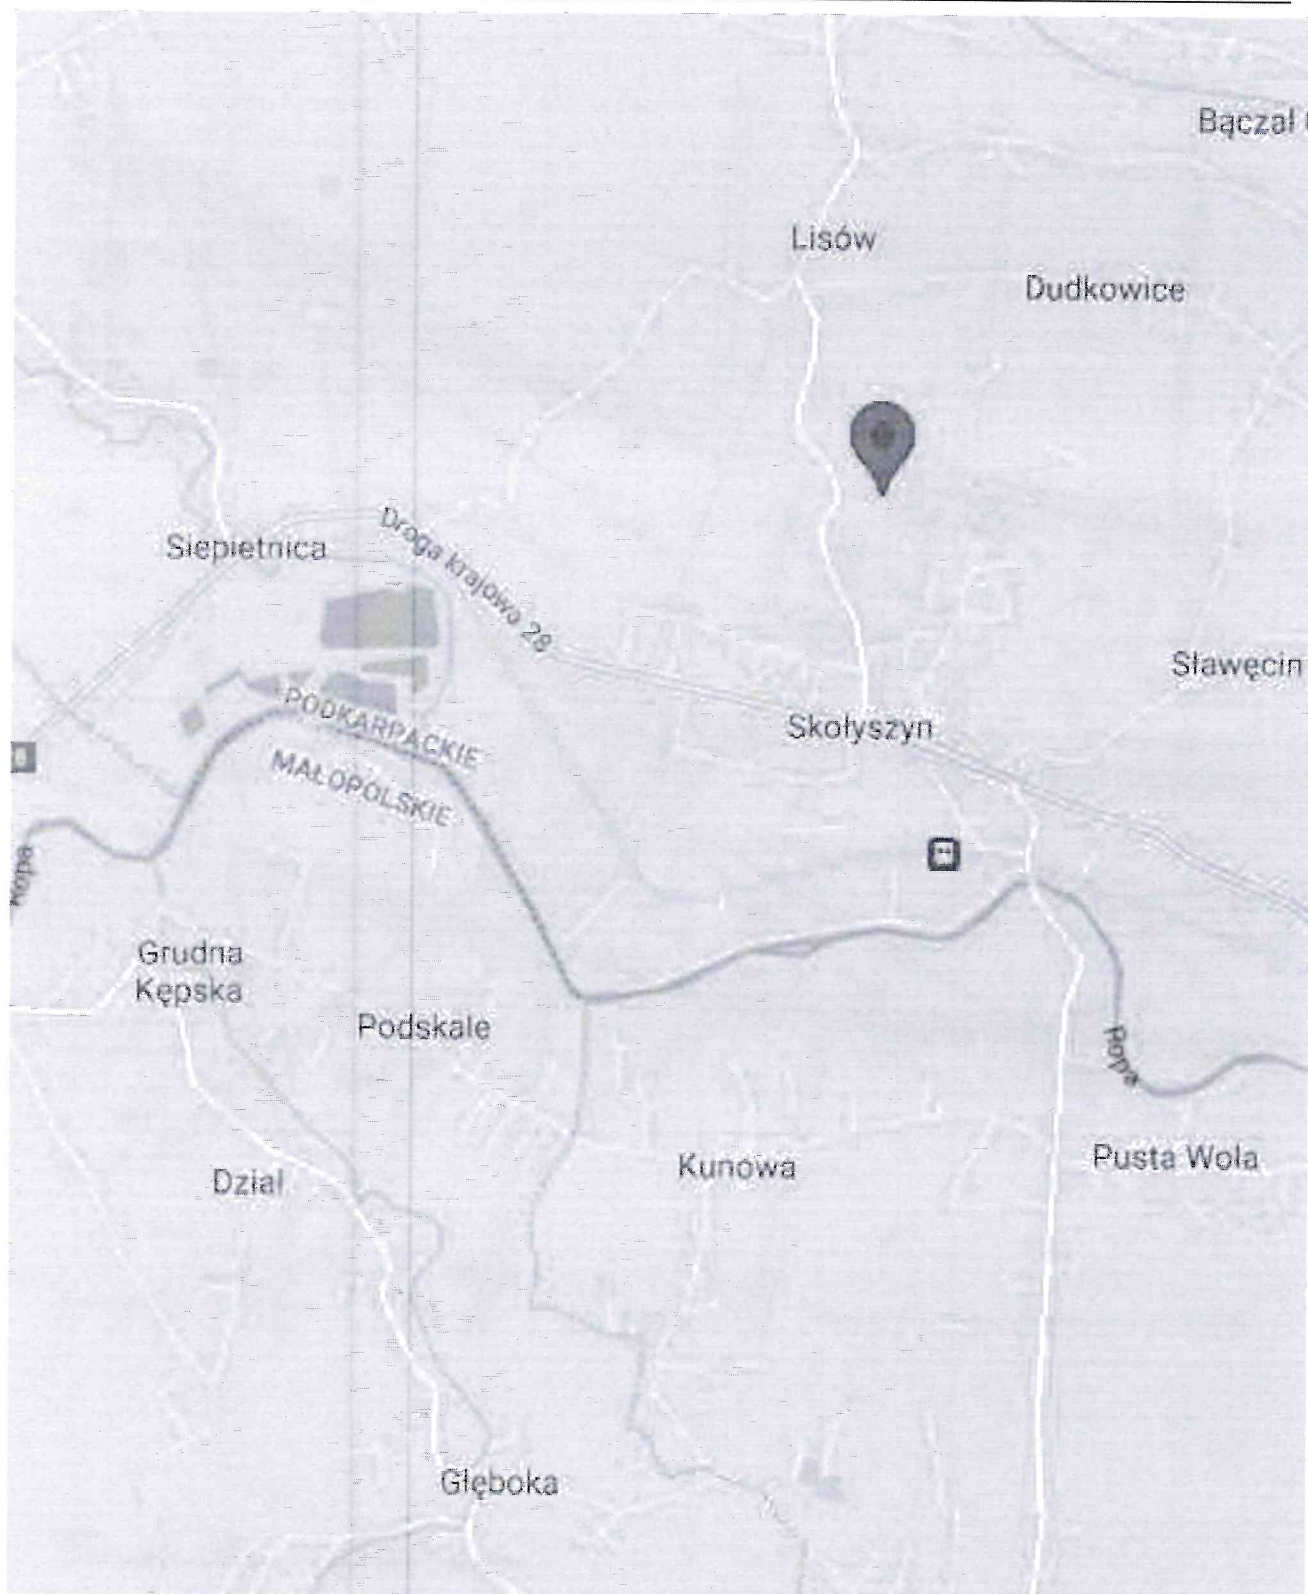 Bączal
Lisów
Dudkowice
Droga krajowa 28
Siepietnica
Sławęcin
PODKARPACKIE
Skołyszyn
MAŁOPOLSKIE
Ropa
Grudna
Kępska
Podskale
Ropa
Pusta Wola
Kunowa
Dział
Głęboka